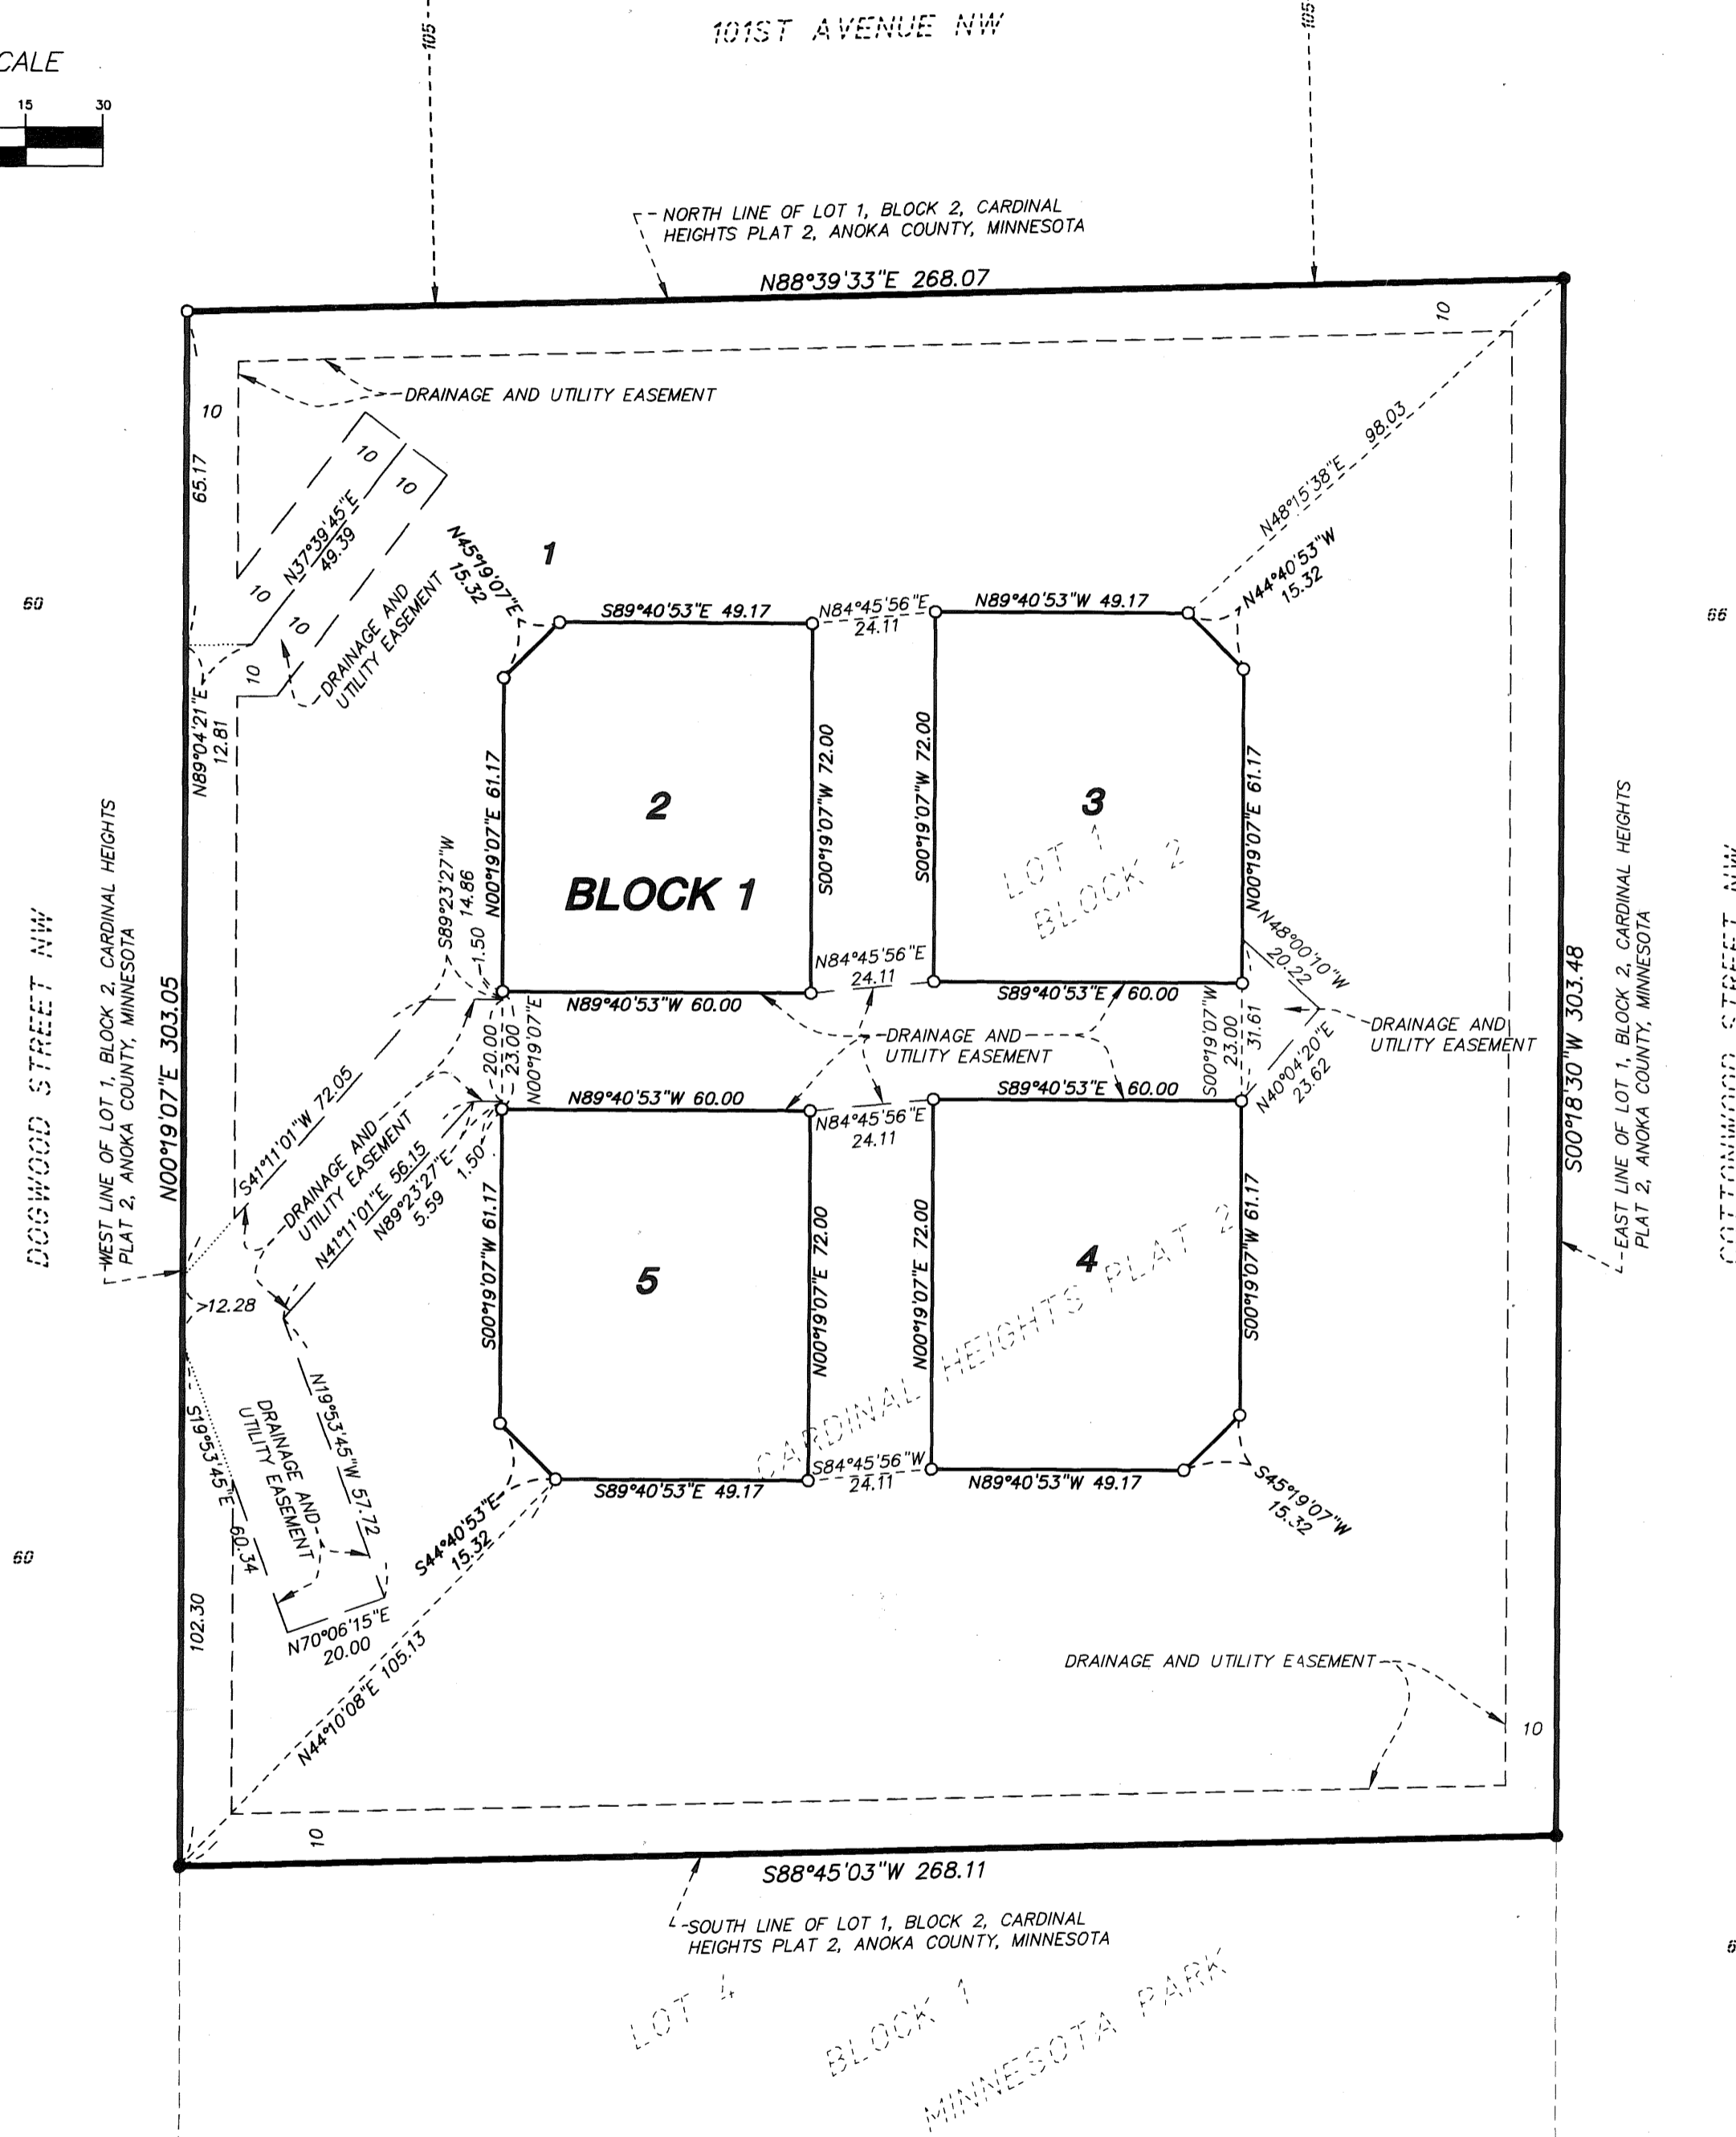 101ST AVENUE NW
105
105
CALE
15
30
NORTH LINE OF LOT 1, BLOCK 2, CARDINAL
HEIGHTS PLAT 2, ANOKA COUNTY, MINNESOTA
N88°39'33"E 268.07
10
DRAINAGE AND UTILITY EASEMENT
10
65.17
10
10
N37°39'45"E
49.39
10
10
10
DRAINAGE AND
UTILITY EASEMENT
N89°04'21"E
12.81
N45°19'07"E
15.32
1
S89°40'53"E 49.17
N84°45'56"E
24.11
N89°40'53"W 49.17
N48°15'38"E 98.03
N44°40'53"W
15.32
60
66
N00°19'07"E 61.17
2
BLOCK 1
S00°19'07"W 72.00
S00°19'07"W 72.00
3
LOT 1
BLOCK 2
N00°19'07"E 61.17
S89°23'27"W
14.86
1.50
N84°45'56"E
24.11
N89°40'53"W 60.00
S89°40'53"E 60.00
N48°00'10"W
20.22
DOGWOOD STREET NW
WEST LINE OF LOT 1, BLOCK 2, CARDINAL HEIGHTS
PLAT 2, ANOKA COUNTY, MINNESOTA
N00°19'07"E 303.05
20.00
23.00
N00°19'07"E
DRAINAGE AND
UTILITY EASEMENT
S00°19'07"W
23.00
31.61
N40°04'20"E
23.62
DRAINAGE AND
UTILITY EASEMENT
S00°18'30"W 303.48
EAST LINE OF LOT 1, BLOCK 2, CARDINAL HEIGHTS
PLAT 2, ANOKA COUNTY, MINNESOTA
COTTONWOOD STREET NW
N89°40'53"W 60.00
N84°45'56"E
24.11
S89°40'53"E 60.00
S41°11'01"W 72.05
DRAINAGE AND
UTILITY EASEMENT
N41°11'01"E 56.15
N89°23'27"E
5.59
1.50
S00°19'07"W 61.17
5
N00°19'07"E 72.00
N00°19'07"E 72.00
4
S00°19'07"W 61.17
CARDINAL HEIGHTS PLAT 2
12.28
S19°53'45"E 60.34
DRAINAGE AND
UTILITY EASEMENT
N19°53'45"W 57.72
N70°06'15"E
20.00
102.30
60
S44°40'53"E
15.32
S89°40'53"E 49.17
S84°45'56"W
24.11
N89°40'53"W 49.17
S45°19'07"W
15.32
N44°10'08"E 105.13
DRAINAGE AND UTILITY EASEMENT
10
10
S88°45'03"W 268.11
SOUTH LINE OF LOT 1, BLOCK 2, CARDINAL
HEIGHTS PLAT 2, ANOKA COUNTY, MINNESOTA
LOT 4
BLOCK 1
MINNESOTA PARK